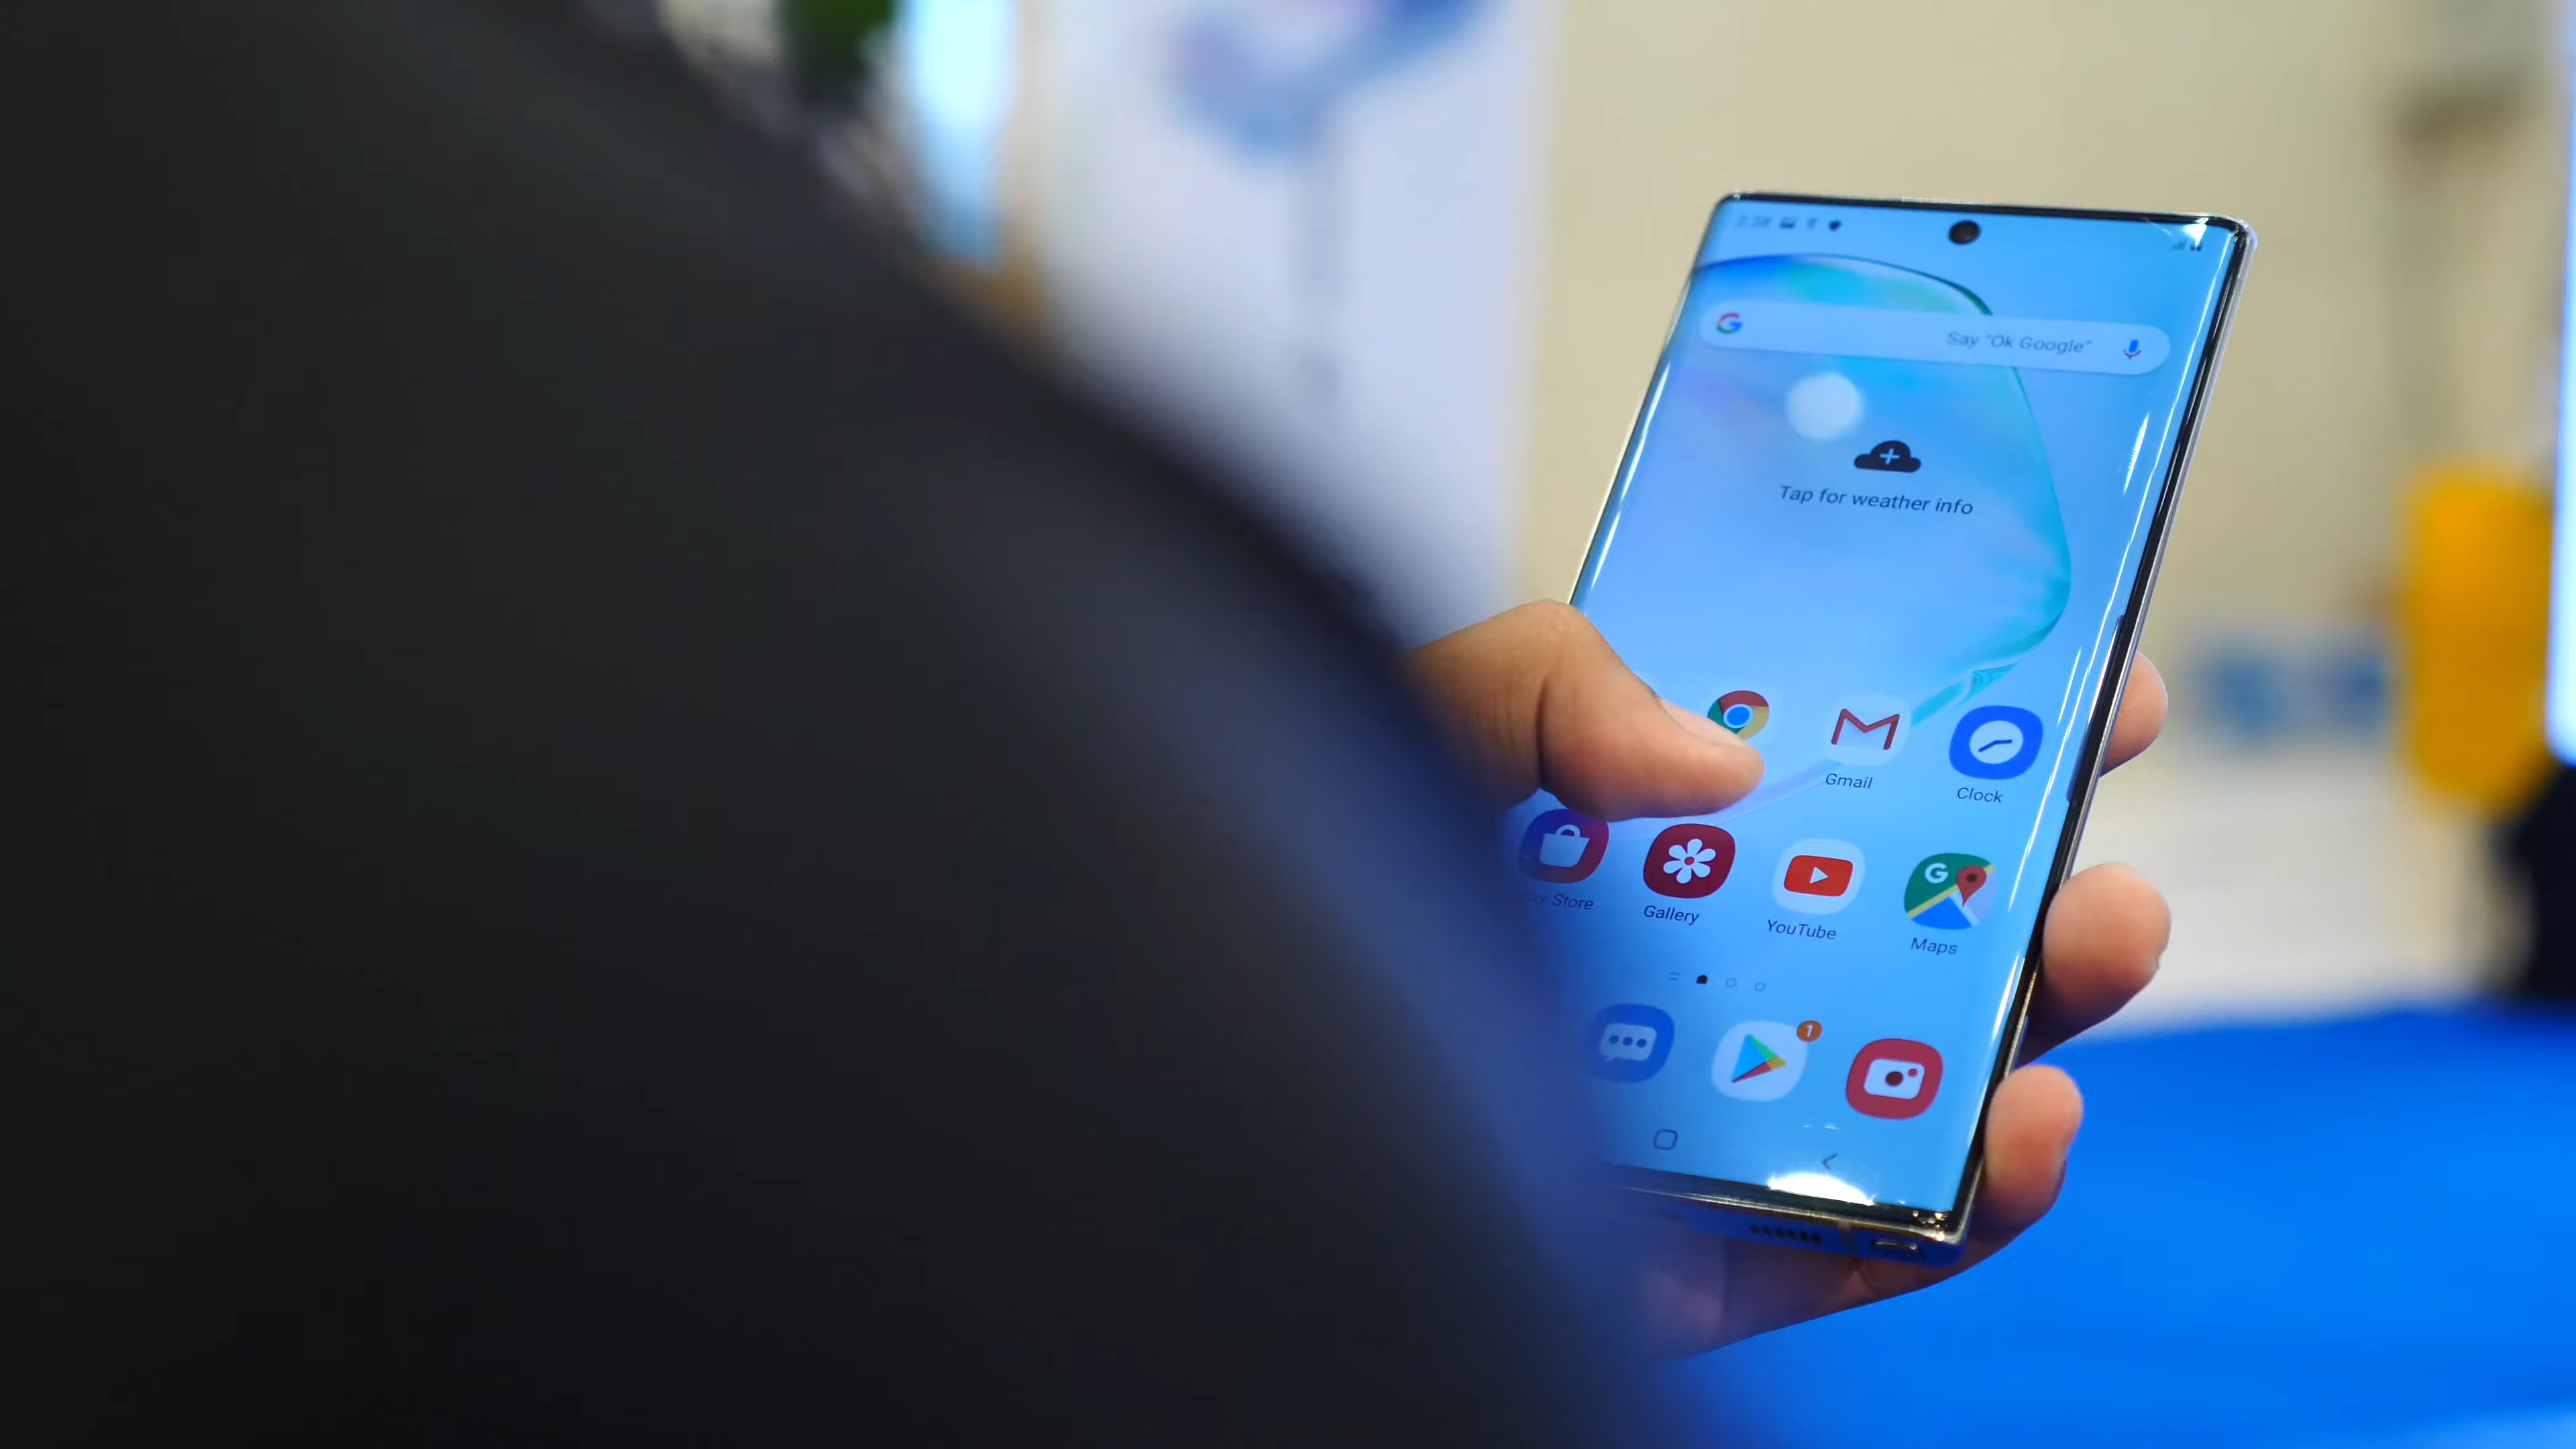 Say "Ok Google"
Tap for weather info
Gmail
Clock
Store
Gallery
YouTube
Maps
1